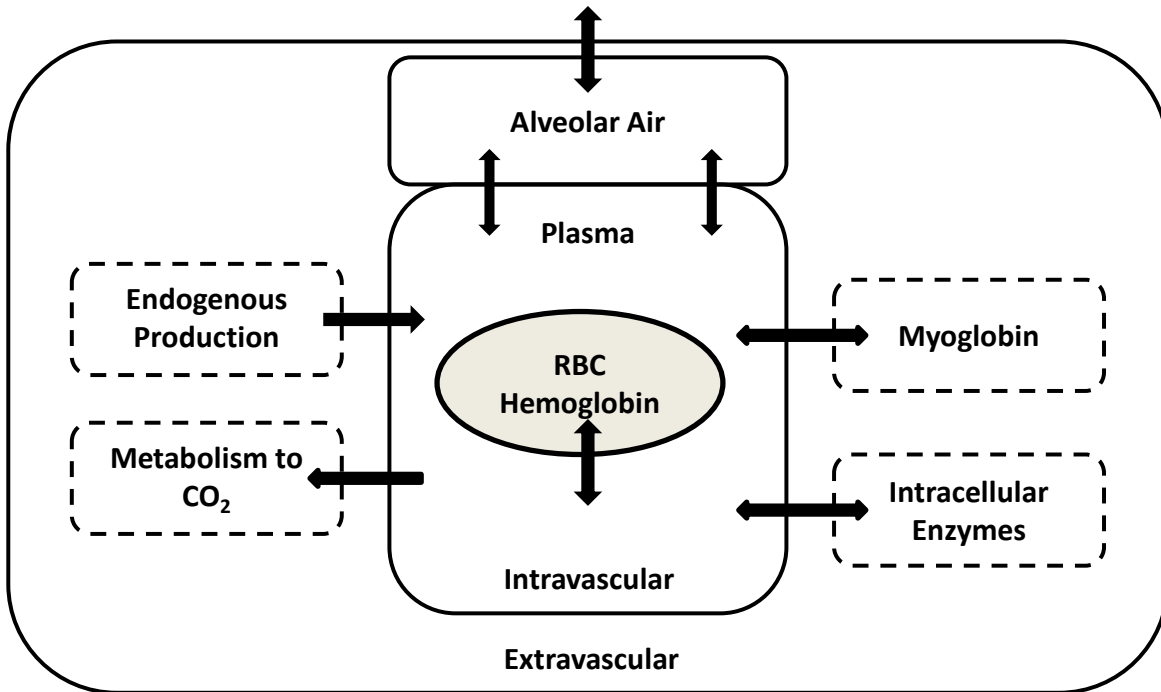 Alveolar Air
Plasma
Endogenous
Production
Myoglobin
RBC
Hemoglobin
Metabolism to
CO₂
Intracellular
Enzymes
Intravascular
Extravascular